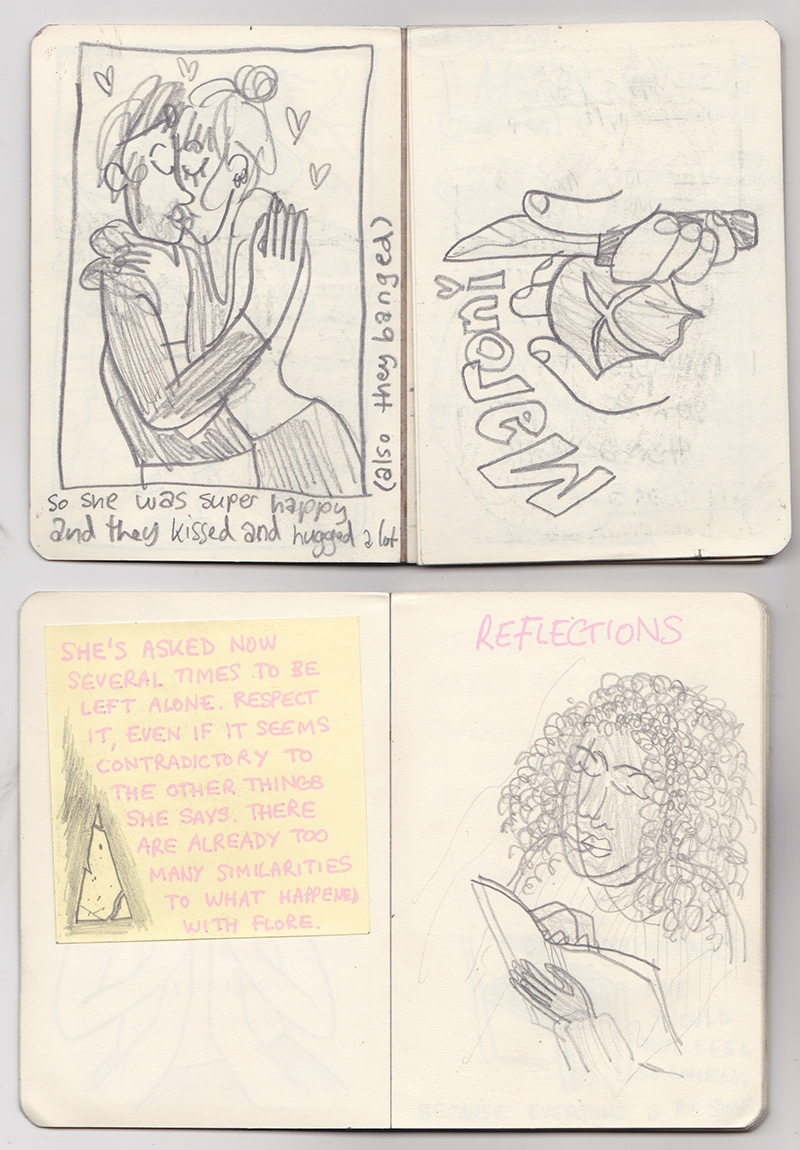 so she was super happy
and they kissed and hugged a lot
(also they banged)
Maroni
REFLECTIONS
SHE'S ASKED NOW
SEVERAL TIMES TO BE
LEFT ALONE. RESPECT
IT, EVEN IF IT SEEMS
CONTRADICTORY TO
THE OTHER THINGS
SHE SAYS. THERE
ARE ALREADY TOO
MANY SIMILARITIES
TO WHAT HAPPENED
WITH FLORE.